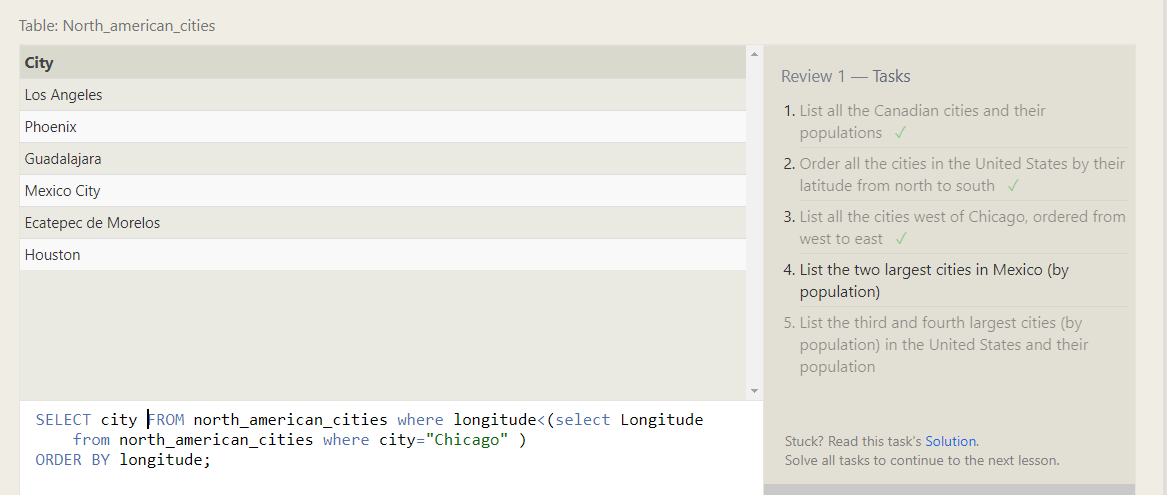 Table: North_american_cities
City
Los Angeles
Phoenix
Guadalajara
Mexico City
Ecatepec de Morelos
Houston
SELECT city FROM north_american_cities where longitude<(select Longitude
from north_american_cities where city="Chicago" )
ORDER BY longitude;
Review 1 — Tasks
1. List all the Canadian cities and their
populations ✓
2. Order all the cities in the United States by their
latitude from north to south ✓
3. List all the cities west of Chicago, ordered from
west to east ✓
4. List the two largest cities in Mexico (by
population)
5. List the third and fourth largest cities (by
population) in the United States and their
population
Stuck? Read this task's Solution.
Solve all tasks to continue to the next lesson.